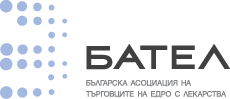 БАТЕЛ
БЪЛГАРСКА АСОЦИАЦИЯ НА
ТЪРГОВЦИТЕ НА ЕДРО С ЛЕКАРСТВА